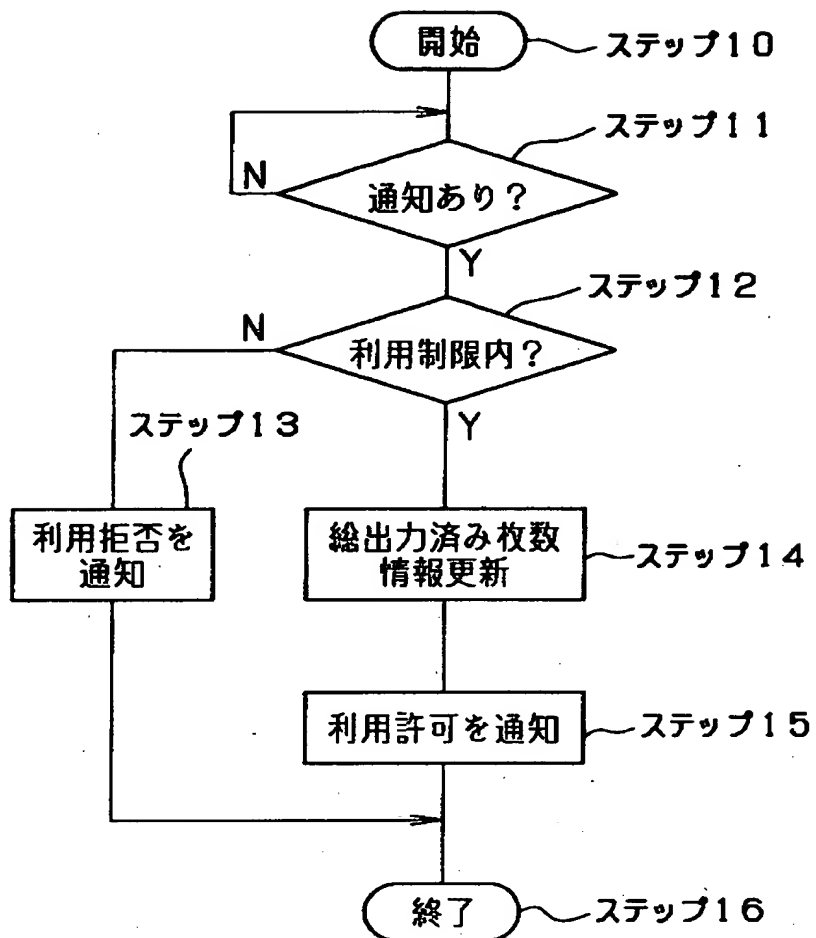 開始
ステップ10
ステップ11
N
通知あり?
Y
ステップ12
N
利用制限内?
ステップ13
Y
利用拒否を
通知
総出力済み枚数
情報更新
ステップ14
利用許可を通知
ステップ15
終了
ステップ16